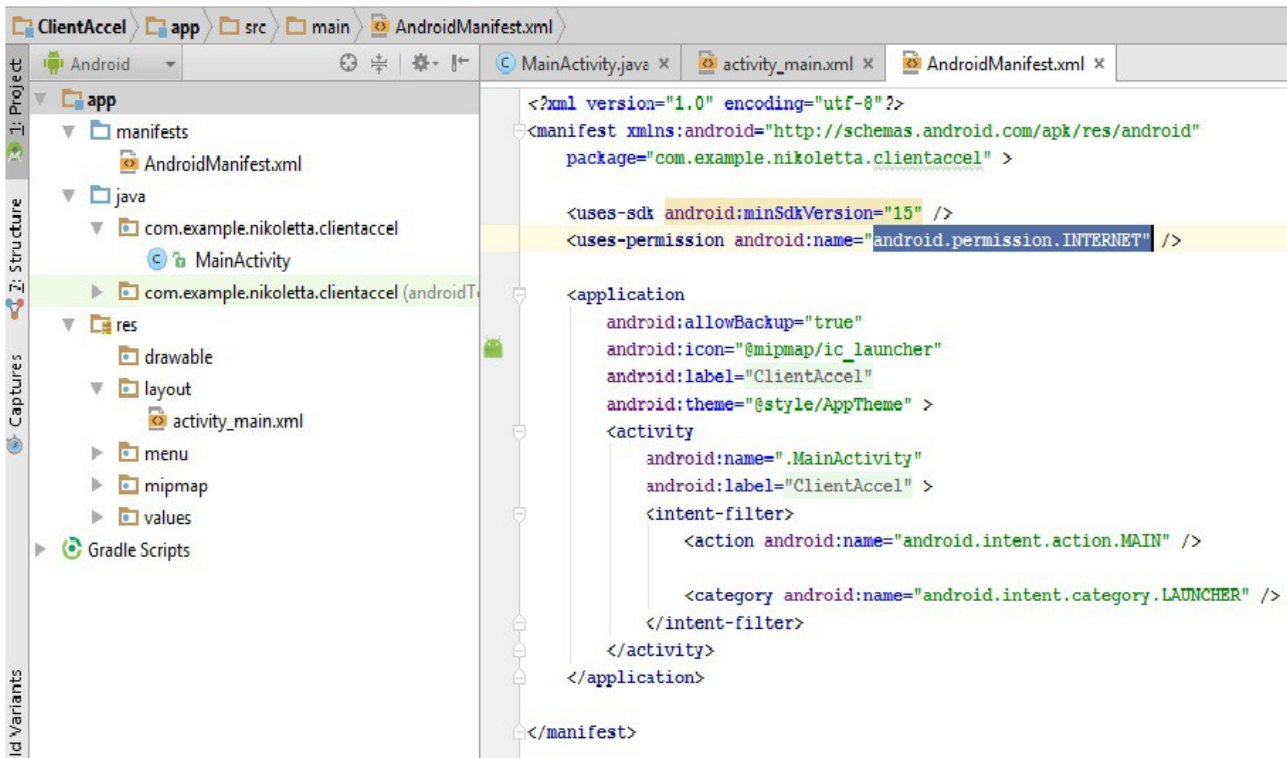 ClientAccel app src main AndroidManifest.xml
1: Project
7: Structure
Captures
ld Variants
Android
app
manifests
AndroidManifest.xml
java
com.example.nikoletta.clientaccel
MainActivity
com.example.nikoletta.clientaccel (androidTe
res
drawable
layout
activity_main.xml
menu
mipmap
values
Gradle Scripts
MainActivity.java activity_main.xml AndroidManifest.xml
<?xml version="1.0" encoding="utf-8"?>
<manifest xmlns:android="http://schemas.android.com/apk/res/android"
package="com.example.nikoletta.clientaccel" >
<uses-sdk android:minSdkVersion="15" />
<uses-permission android:name="android.permission.INTERNET" />
<application
android:allowBackup="true"
android:icon="@mipmap/ic_launcher"
android:label="ClientAccel"
android:theme="@style/AppTheme" >
<activity
android:name=".MainActivity"
android:label="ClientAccel" >
<intent-filter>
<action android:name="android.intent.action.MAIN" />
<category android:name="android.intent.category.LAUNCHER" />
</intent-filter>
</activity>
</application>
</manifest>